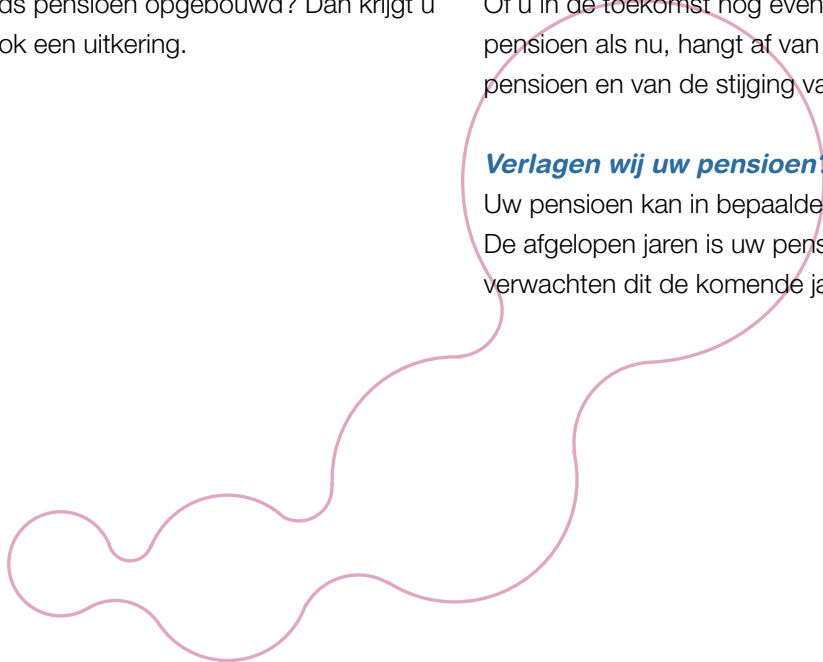 ds pensioen opgebouwd? Dan krijgt u
ok een uitkering.
Of u in de toekomst nog even
pensioen als nu, hangt af van
pensioen en van de stijging va
Verlagen wij uw pensioen?
Uw pensioen kan in bepaalde
De afgelopen jaren is uw pens
verwachten dit de komende ja